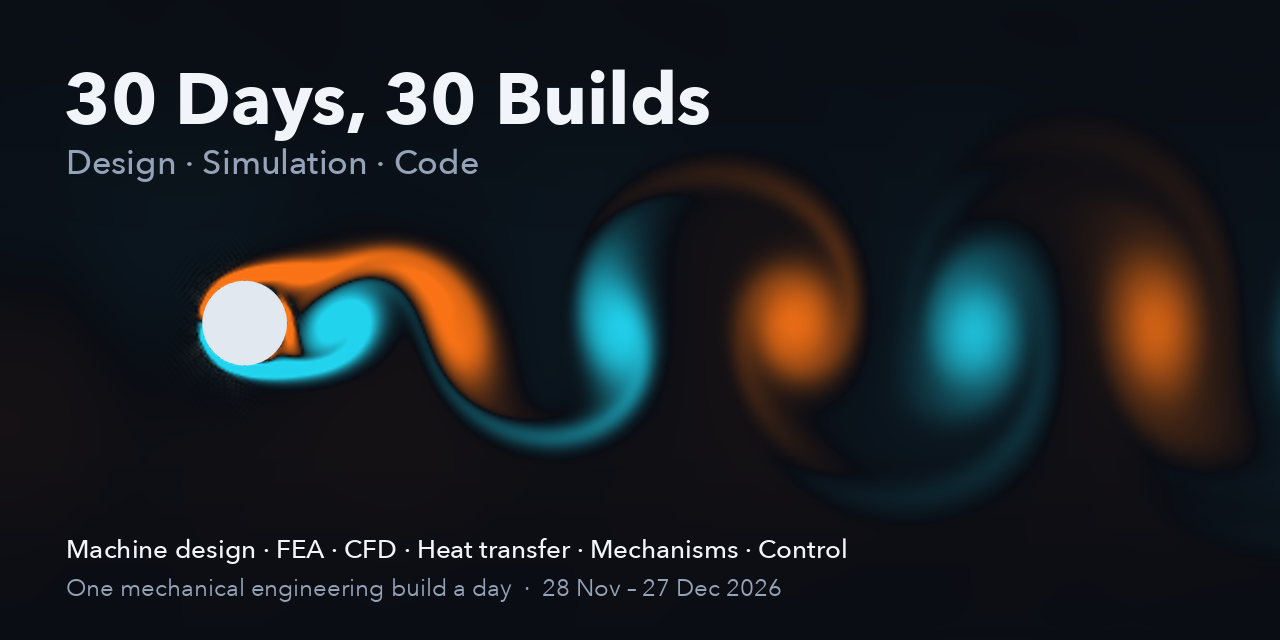 30 Days, 30 Builds
Design · Simulation · Code
Machine design · FEA · CFD · Heat transfer · Mechanisms · Control
One mechanical engineering build a day · 28 Nov – 27 Dec 2026